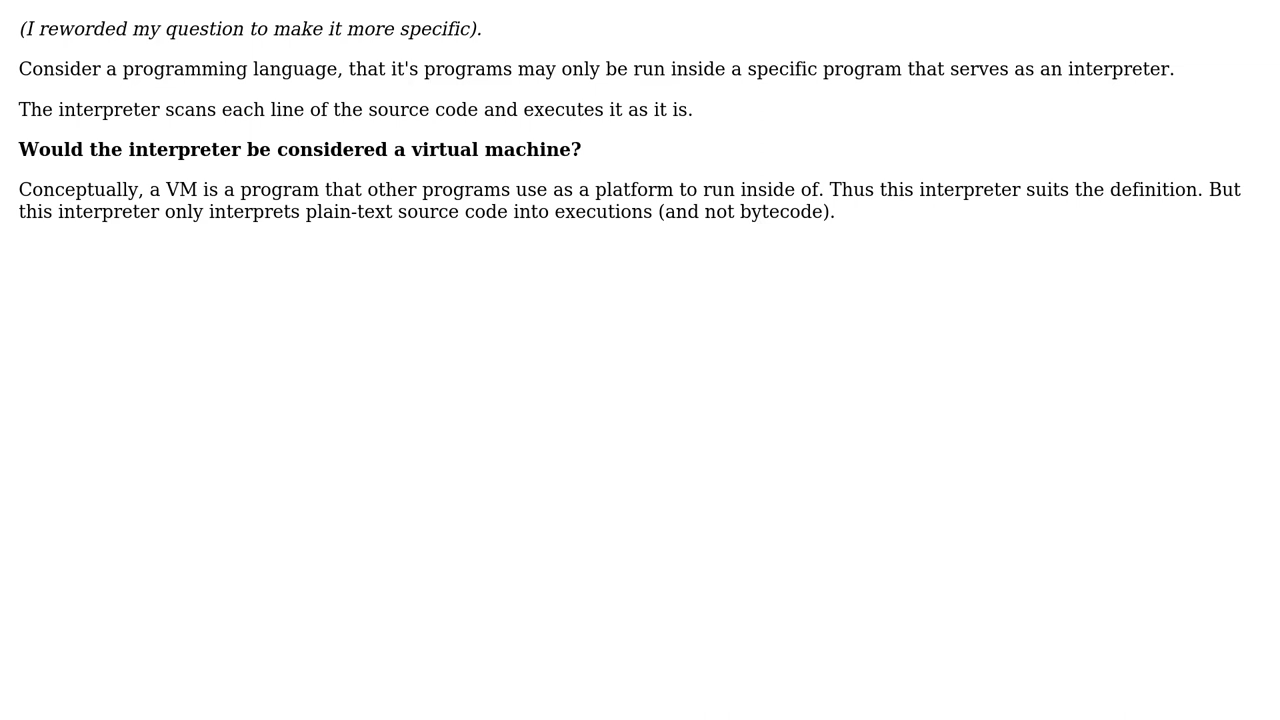 (I reworded my question to make it more specific).
Consider a programming language, that it's programs may only be run inside a specific program that serves as an interpreter.
The interpreter scans each line of the source code and executes it as it is.
Would the interpreter be considered a virtual machine?
Conceptually, a VM is a program that other programs use as a platform to run inside of. Thus this interpreter suits the definition. But
this interpreter only interprets plain-text source code into executions (and not bytecode).